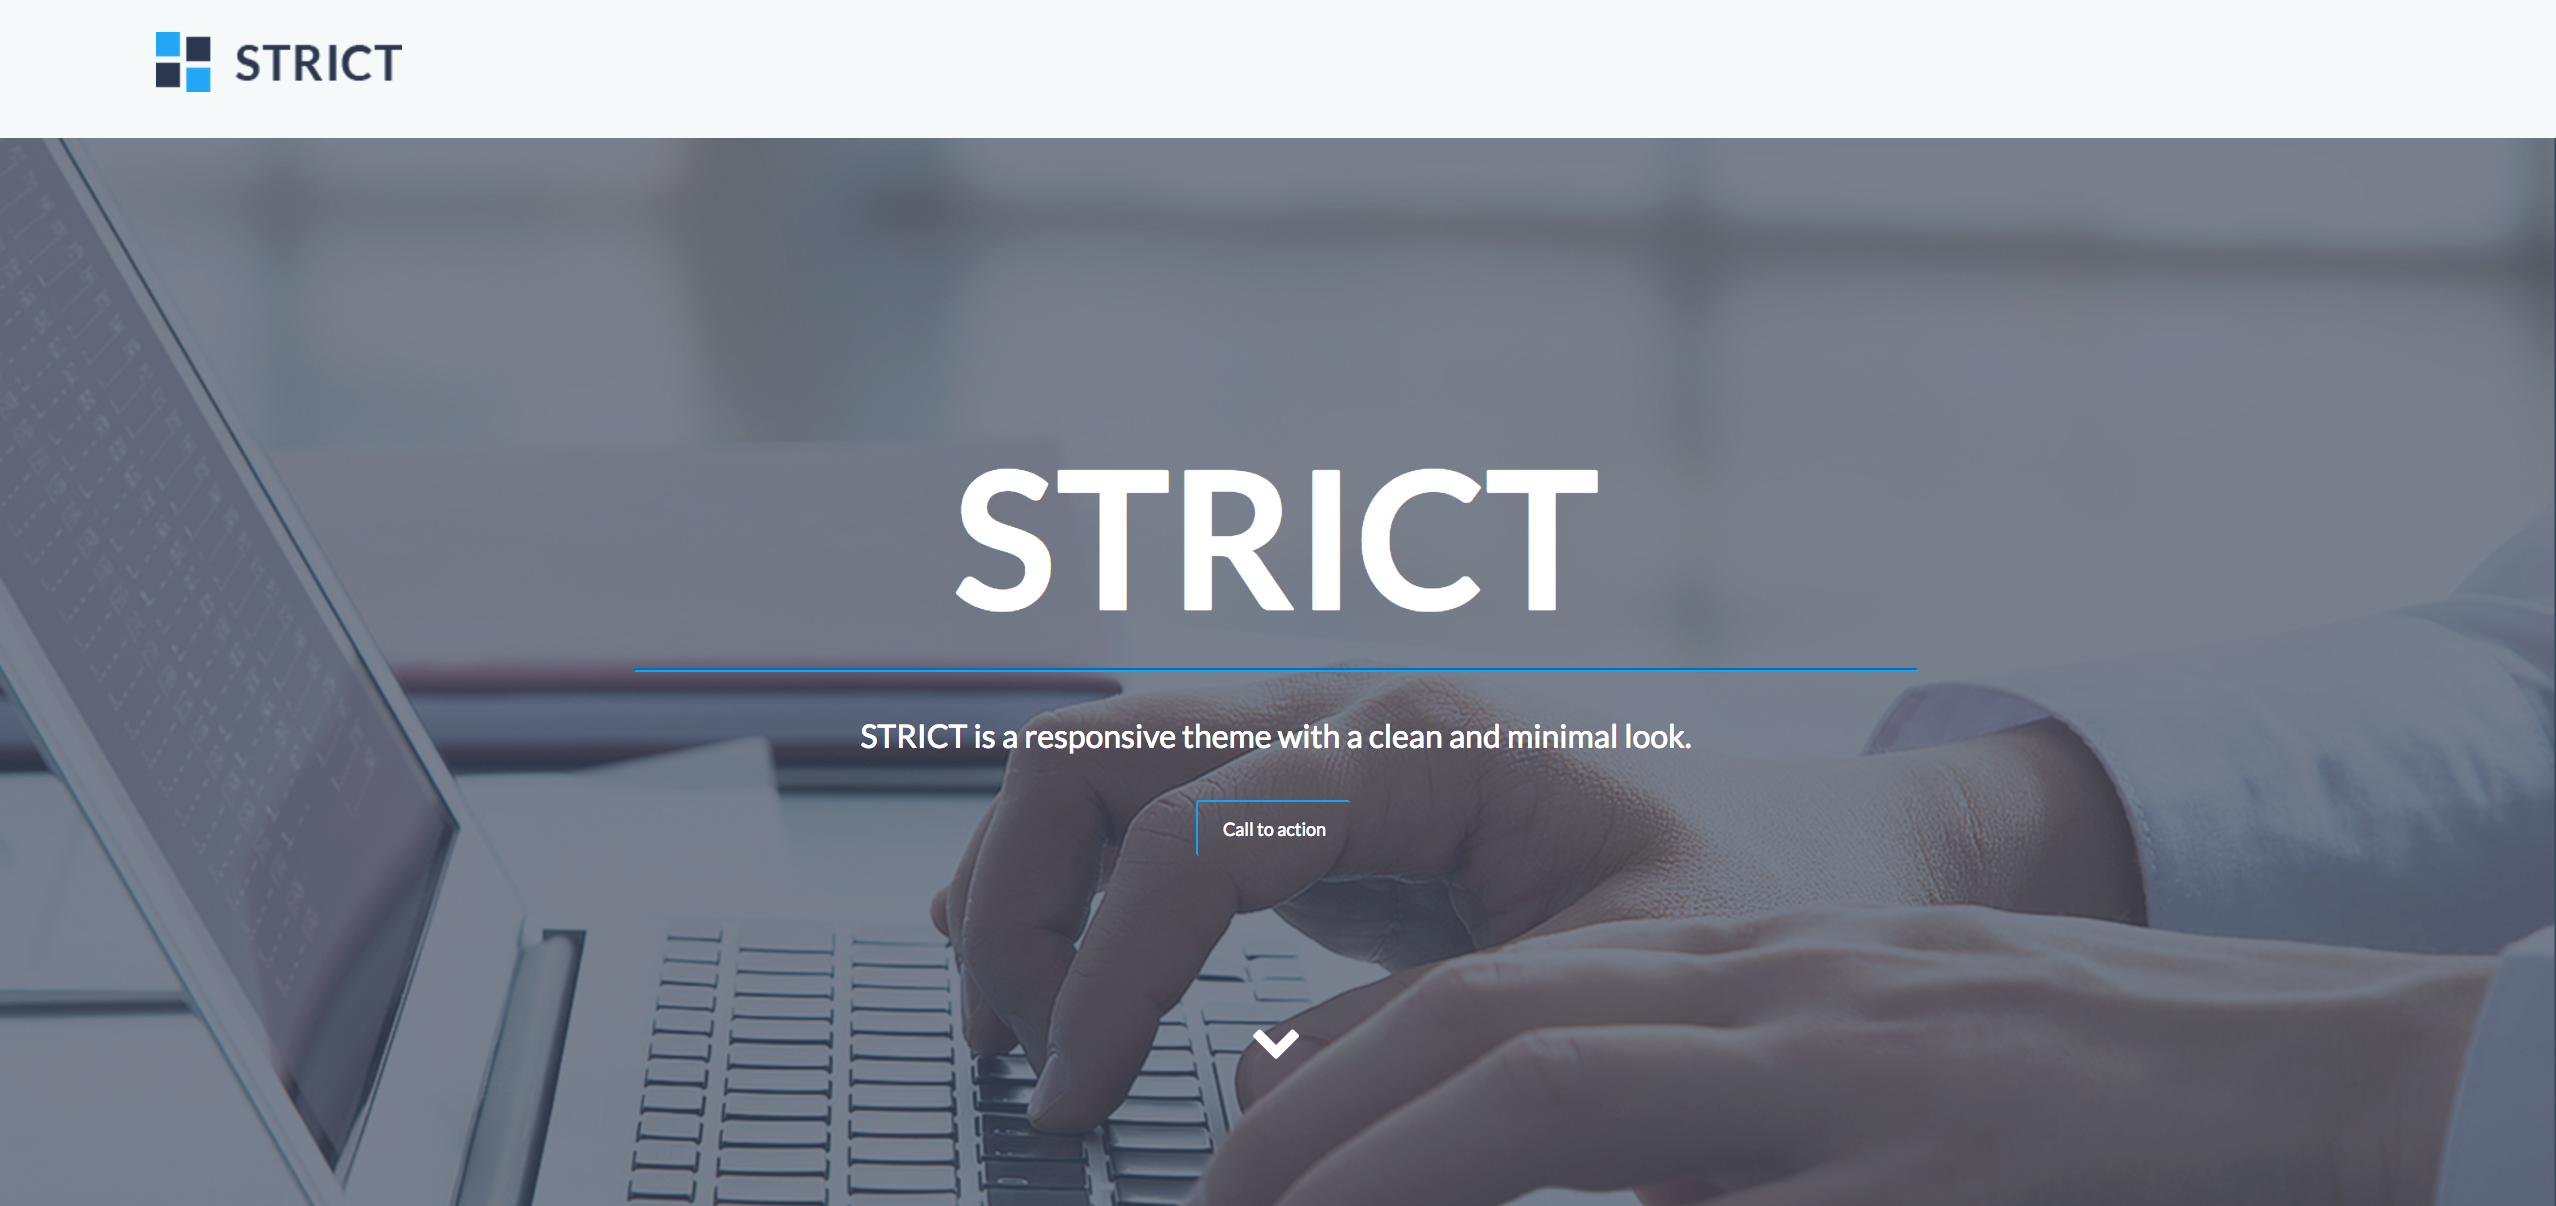 STRICT
STRICT
STRICT is a responsive theme with a clean and minimal look.
Call to action